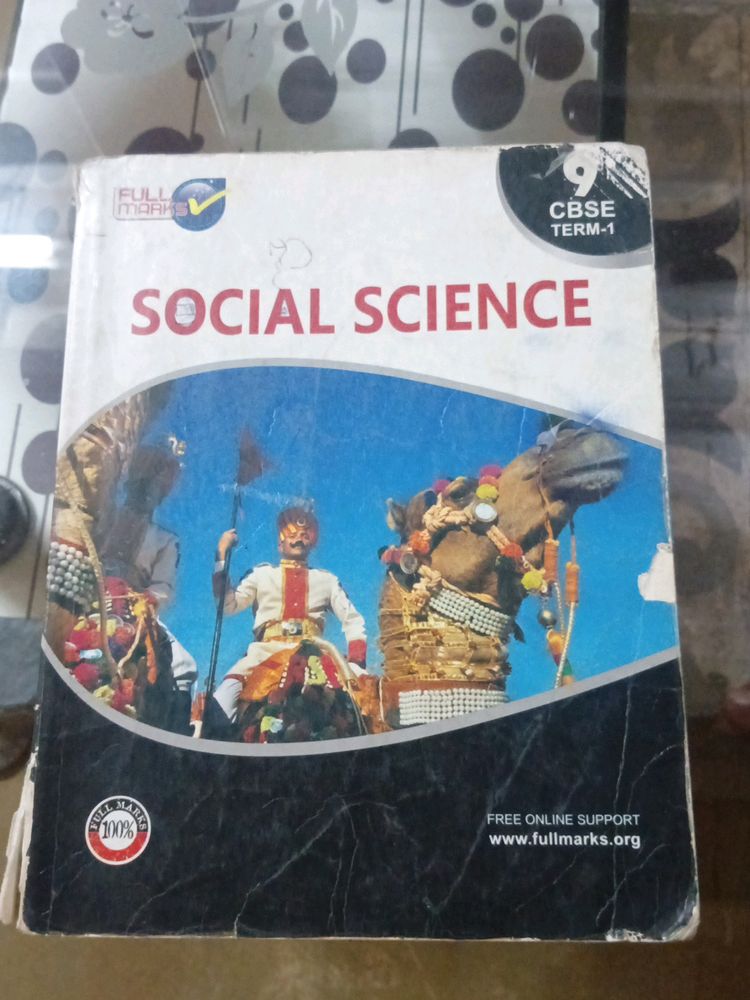 FULL
MARKS
9
CBSE
TERM-1
SOCIAL SCIENCE
FULL MARKS
100%
FREE ONLINE SUPPORT
www.fullmarks.org